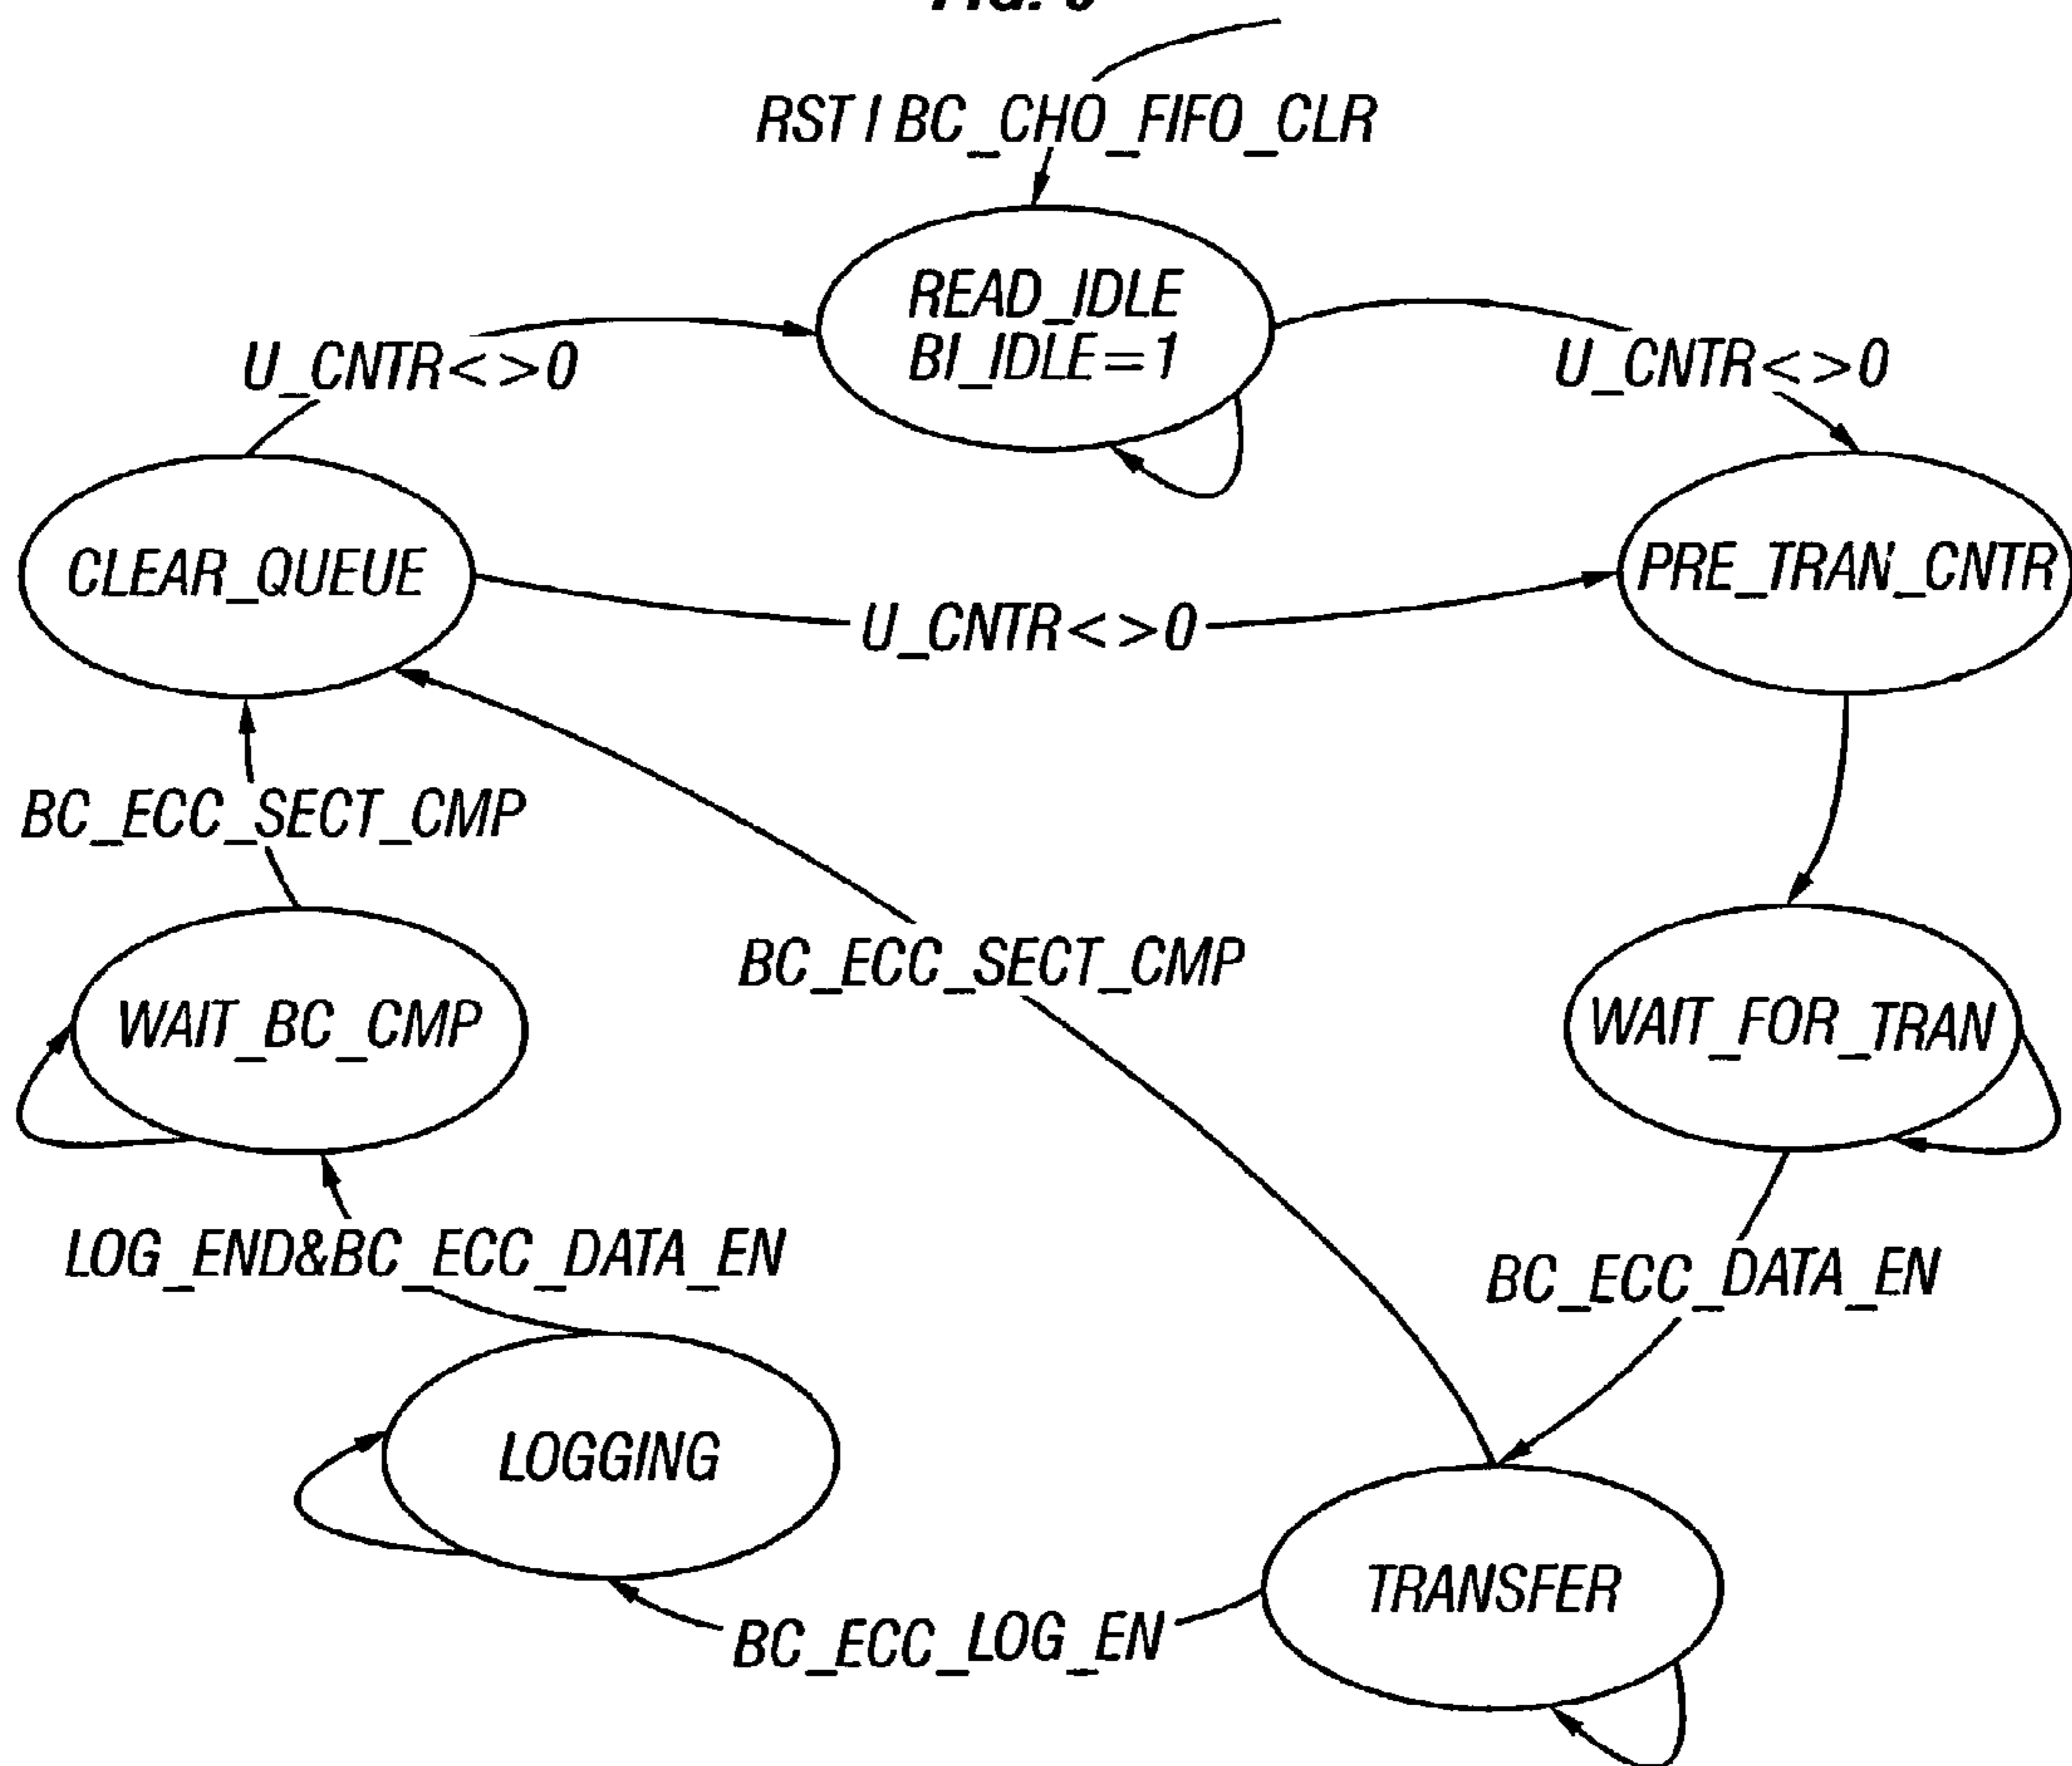 RST I BC_CHO_FIFO_CLR
READ_IDLE
BI_IDLE=1
U_CNTR<>0
U_CNTR<>0
CLEAR_QUEUE
PRE_TRAN_CNTR
U_CNTR<>0
BC_ECC_SECT_CMP
BC_ECC_SECT_CMP
WAIT_BC_CMP
WAIT_FOR_TRAN
LOG_END&BC_ECC_DATA_EN
BC_ECC_DATA_EN
LOGGING
TRANSFER
BC_ECC_LOG_EN